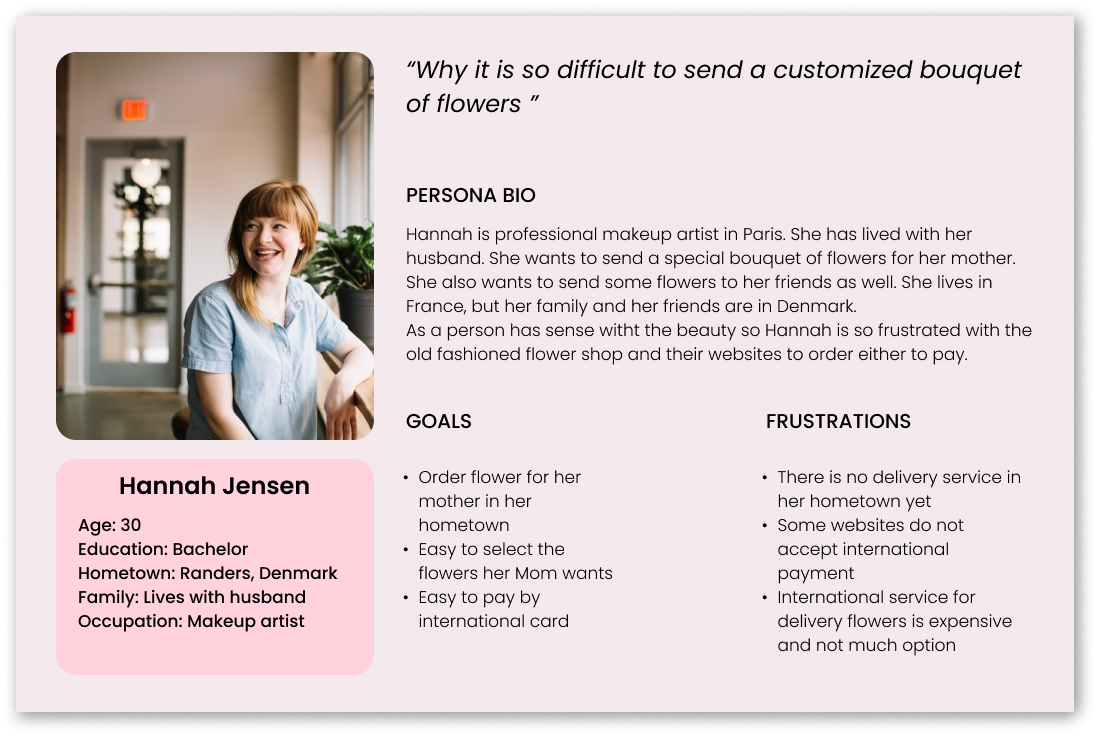 “Why it is so difficult to send a customized bouquet
of flowers ”
PERSONA BIO
Hannah is professional makeup artist in Paris. She has lived with her
husband. She wants to send a special bouquet of flowers for her mother.
She also wants to send some flowers to her friends as well. She lives in
France, but her family and her friends are in Denmark.
As a person has sense witht the beauty so Hannah is so frustrated with the
old fashioned flower shop and their websites to order either to pay.
Hannah Jensen
Age: 30
Education: Bachelor
Hometown: Randers, Denmark
Family: Lives with husband
Occupation: Makeup artist
GOALS
• Order flower for her
mother in her
hometown
• Easy to select the
flowers her Mom wants
• Easy to pay by
international card
FRUSTRATIONS
• There is no delivery service in
her hometown yet
• Some websites do not
accept international
payment
• International service for
delivery flowers is expensive
and not much option
EXIT